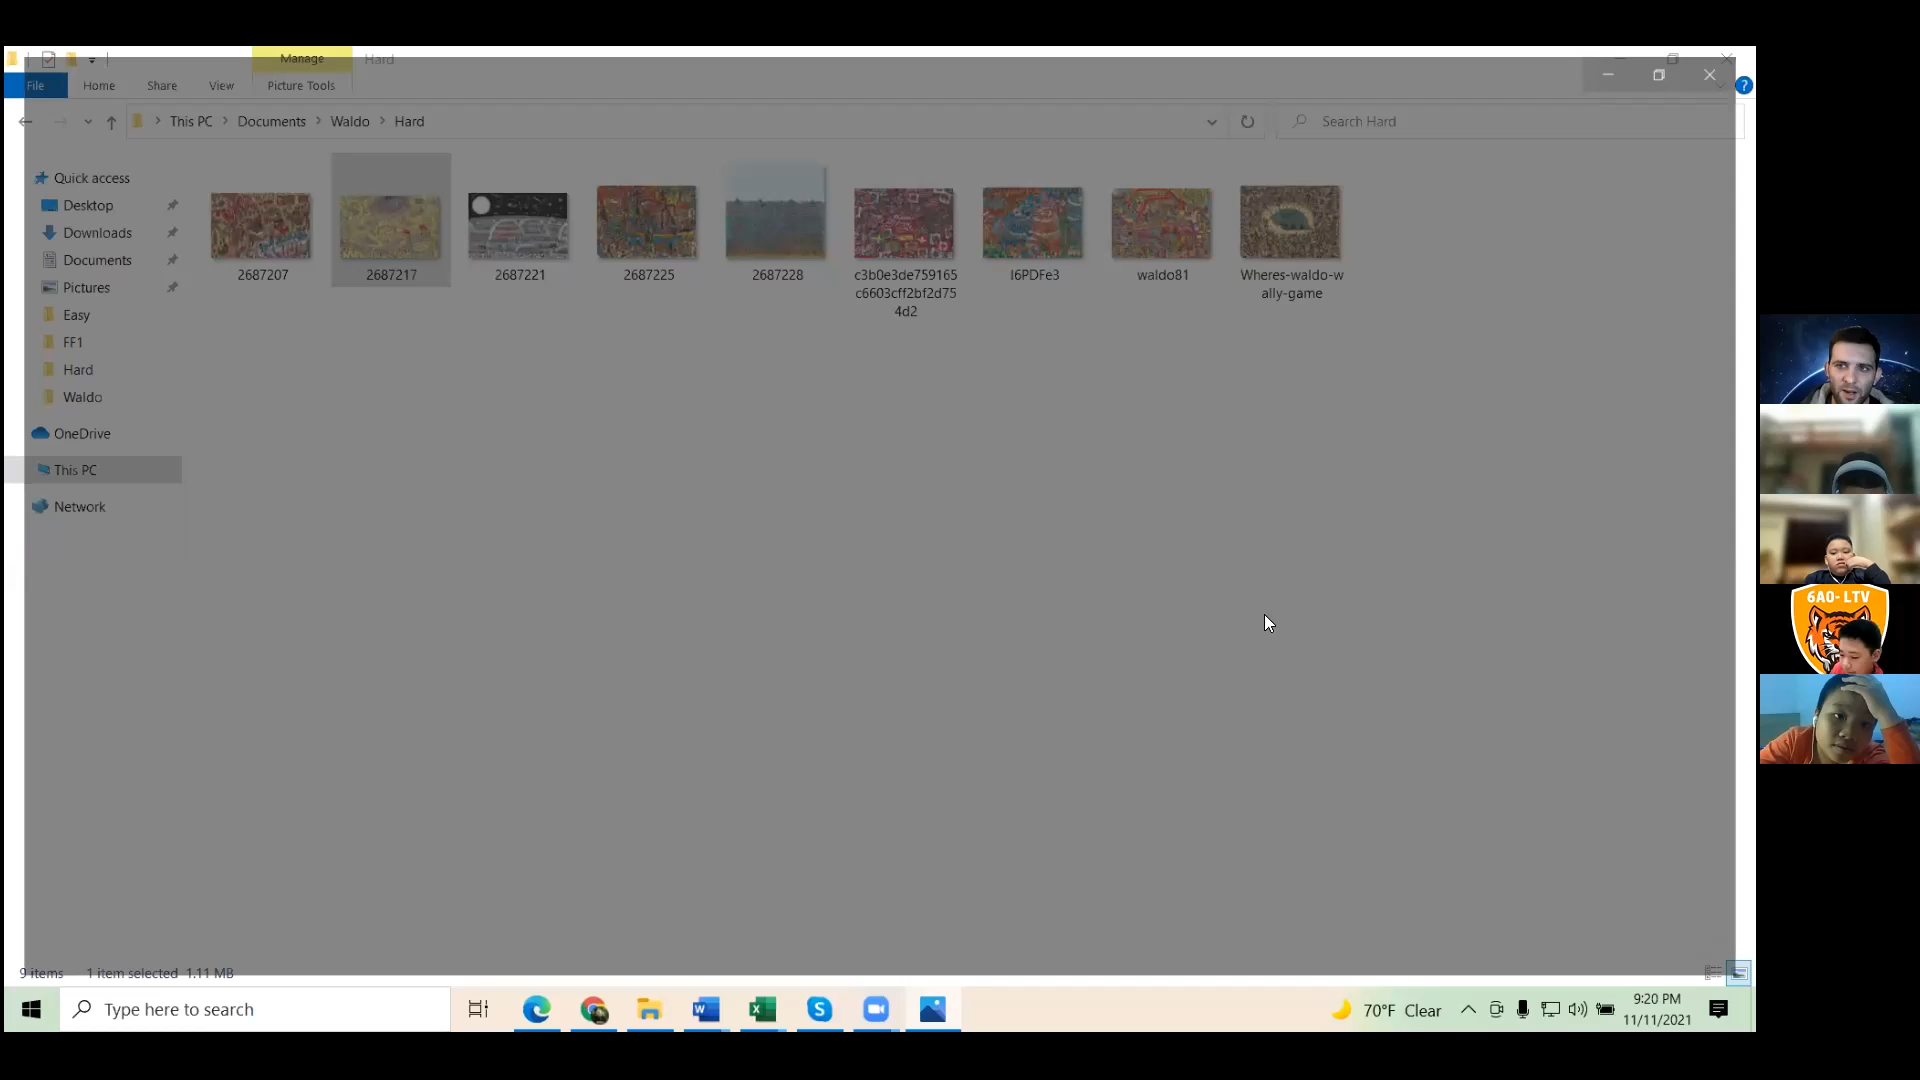 Manage
Hard
File
Home
Share
View
Picture Tools
?
This PC
Documents
Waldo
Hard
Search Hard
Quick access
Desktop
Downloads
Documents
Pictures
Easy
FF1
Hard
Waldo
OneDrive
This PC
Network
2687207
2687217
2687221
2687225
2687228
c3b0e3de759165
c6603cff2bf2d75
4d2
I6PDFe3
waldo81
Wheres-waldo-w
ally-game
6A0-LTV
9 items
1 item selected 1.11 MB
Type here to search
70°F Clear
9:20 PM
11/11/2021